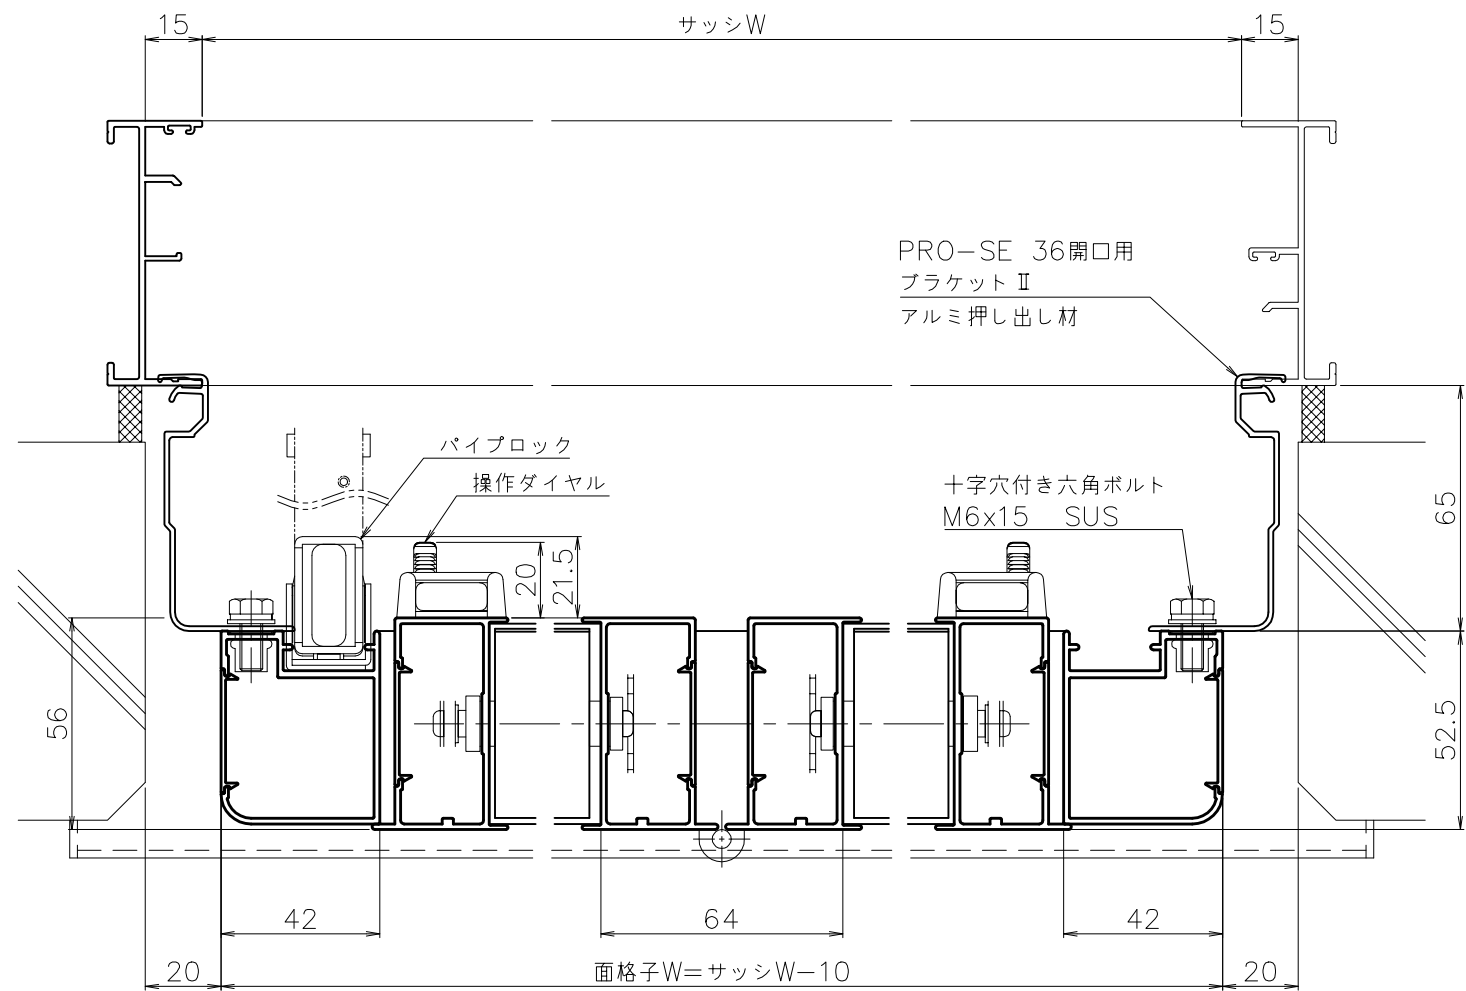 15
サッシW
15
PRO-SE 36開口用
ブラケットⅡ
アルミ押し出し材
パイプロック
操作ダイヤル
十字穴付き六角ボルト
M6x15 SUS
65
20
21.5
56
52.5
42
64
42
20
面格子W=サッシW-10
20